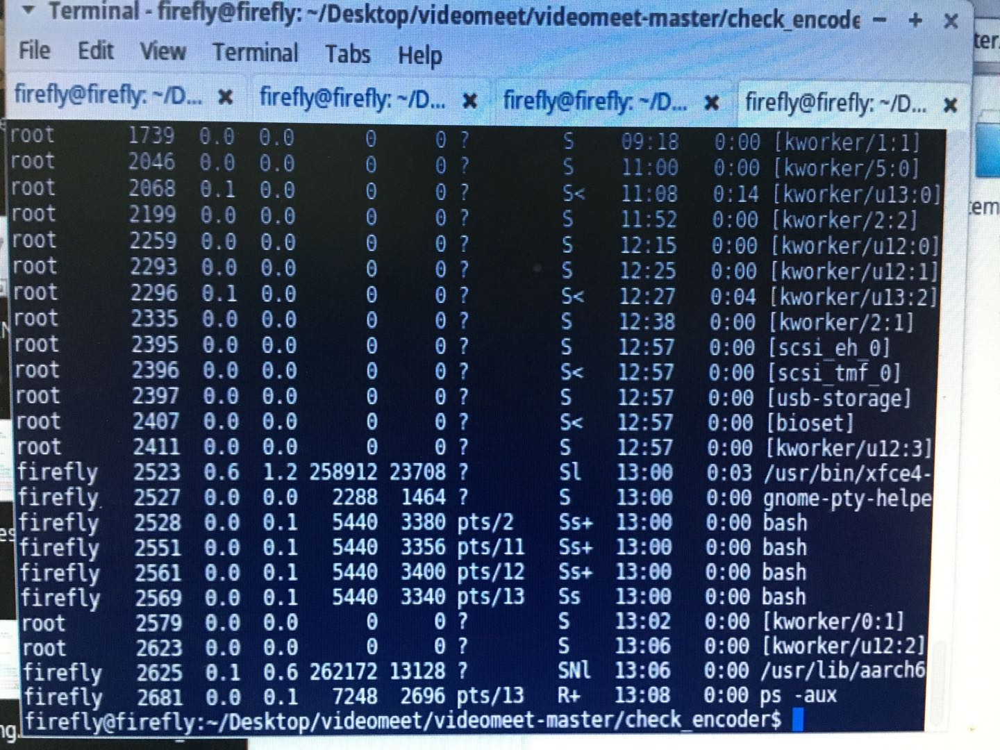 Terminal - firefly@firefly: ~/Desktop/videomeet/videomeet-master/check_encode
File Edit View Terminal Tabs Help
firefly@firefly: ~/D... firefly@firefly: ~/D... firefly@firefly: ~/D... firefly@firefly: ~/D...
root 1739 0.0 0.0 0 0 ? S 09:18 0:00 [kworker/1:1]
root 2046 0.0 0.0 0 0 ? S 11:00 0:00 [kworker/5:0]
root 2068 0.1 0.0 0 0 ? S< 11:08 0:14 [kworker/u13:0]
root 2199 0.0 0.0 0 0 ? S 11:52 0:00 [kworker/2:2]
root 2259 0.0 0.0 0 0 ? S 12:15 0:00 [kworker/u12:0]
root 2293 0.0 0.0 0 0 ? S 12:25 0:00 [kworker/u12:1]
root 2296 0.1 0.0 0 0 ? S< 12:27 0:04 [kworker/u13:2]
root 2335 0.0 0.0 0 0 ? S 12:38 0:00 [kworker/2:1]
root 2395 0.0 0.0 0 0 ? S 12:57 0:00 [scsi_eh_0]
root 2396 0.0 0.0 0 0 ? S< 12:57 0:00 [scsi_tmf_0]
root 2397 0.0 0.0 0 0 ? S 12:57 0:00 [usb-storage]
root 2407 0.0 0.0 0 0 ? S< 12:57 0:00 [bioset]
root 2411 0.0 0.0 0 0 ? S 12:57 0:00 [kworker/u12:3]
firefly 2523 0.6 1.2 258912 23708 ? Sl 13:00 0:03 /usr/bin/xfce4-
firefly 2527 0.0 0.0 2288 1464 ? S 13:00 0:00 gnome-pty-helpe
firefly 2528 0.0 0.1 5440 3380 pts/2 Ss+ 13:00 0:00 bash
firefly 2551 0.0 0.1 5440 3356 pts/11 Ss+ 13:00 0:00 bash
firefly 2561 0.0 0.1 5440 3400 pts/12 Ss+ 13:00 0:00 bash
firefly 2569 0.0 0.1 5440 3340 pts/13 Ss 13:00 0:00 bash
root 2579 0.0 0.0 0 0 ? S 13:02 0:00 [kworker/0:1]
root 2623 0.0 0.0 0 0 ? S 13:06 0:00 [kworker/u12:2]
firefly 2625 0.1 0.6 262172 13128 ? SNl 13:06 0:00 /usr/lib/aarch6
firefly 2681 0.0 0.1 7248 2696 pts/13 R+ 13:08 0:00 ps -aux
firefly@firefly:~/Desktop/videomeet/videomeet-master/check_encoder$